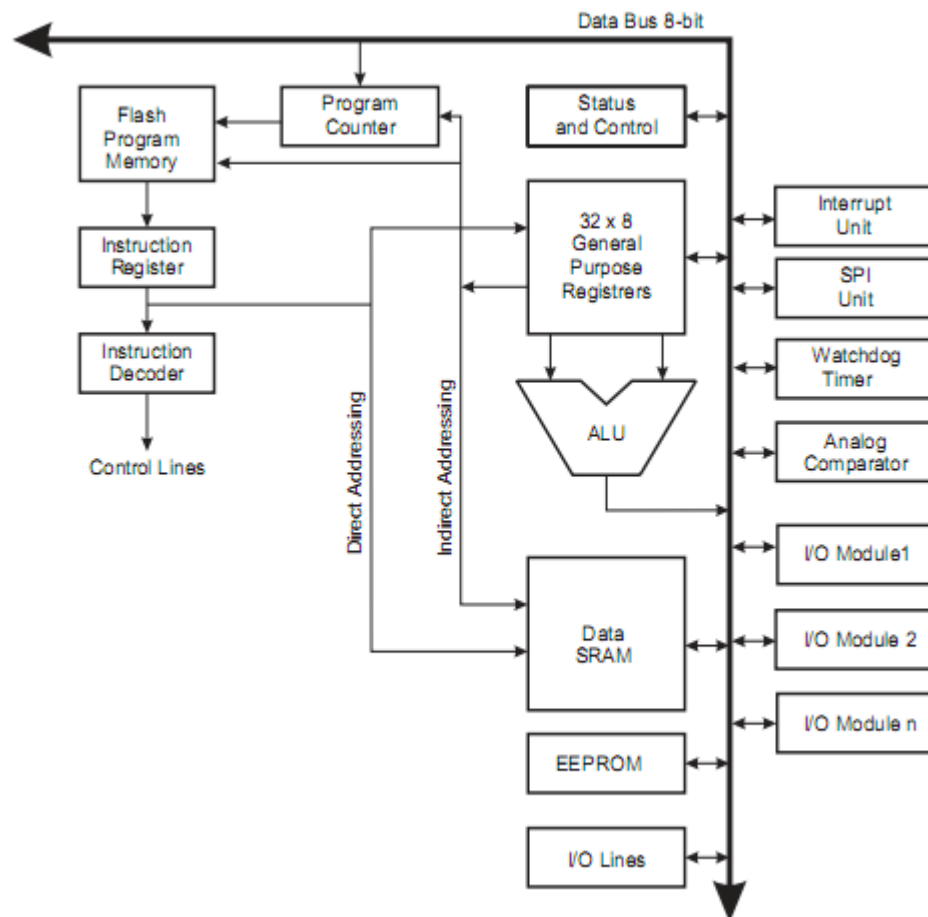 Data Bus 8-bit
Flash
Program
Memory
Program
Counter
Status
and Control
32 x 8
General
Purpose
Registrers
Interrupt
Unit
Instruction
Register
SPI
Unit
Instruction
Decoder
Watchdog
Timer
Control Lines
Direct Addressing
Indirect Addressing
ALU
Analog
Comparator
I/O Module1
Data
SRAM
I/O Module 2
I/O Module n
EEPROM
I/O Lines